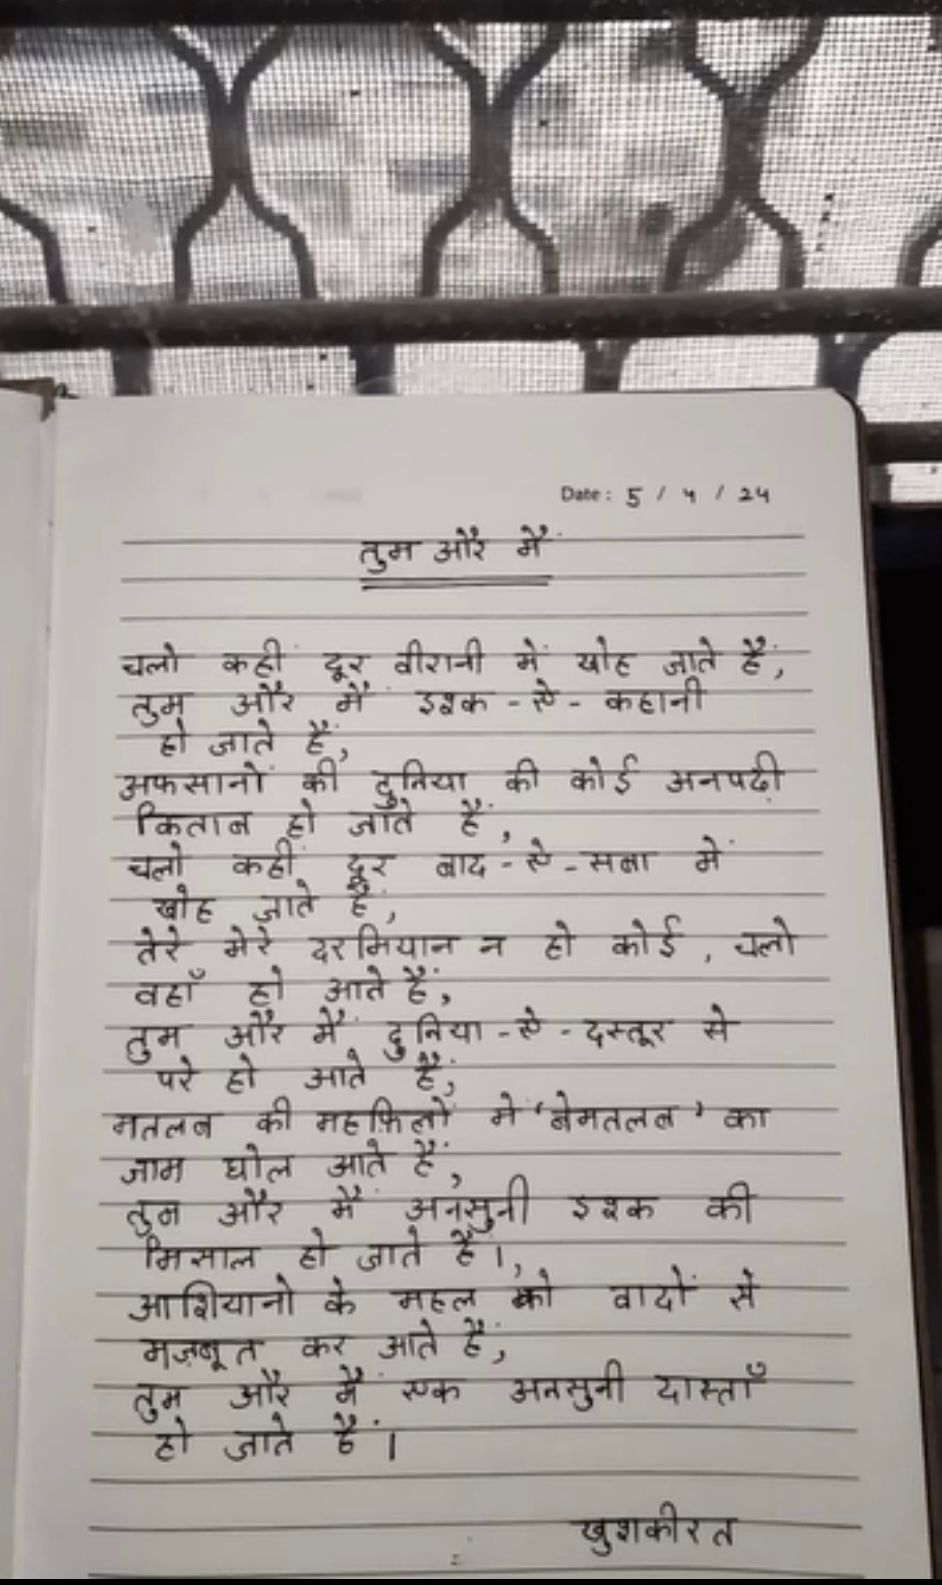 Date: 5 / 4 / 24
तुम और मैं
चलो कहीं दूर वीरानी में खोह जाते हैं,
तुम और मैं इश्क - ऐ - कहानी
हो जाते हैं,
अफसानों की दुनिया की कोई अनपढी
किताब हो जाते हैं,
चलो कहीं दूर बाद - ऐ - सबा में
खोह जाते हैं,
तेरे मेरे दरमियान न हो कोई, चलो
वहाँ हो आते हैं,
तुम और मैं दुनिया - ऐ - दस्तूर से
परे हो आते हैं,
मतलब की महफ़िलों में 'बेमतलब' का
जाम घोल आते हैं,
तुम और मैं अनसुनी इश्क की
मिसाल हो जाते हैं।,
आशियानो के महल को वादों से
मज़बूत कर आते हैं,
तुम और मैं एक अनसुनी दास्ताँ
हो जाते हैं।
खुशकीरत